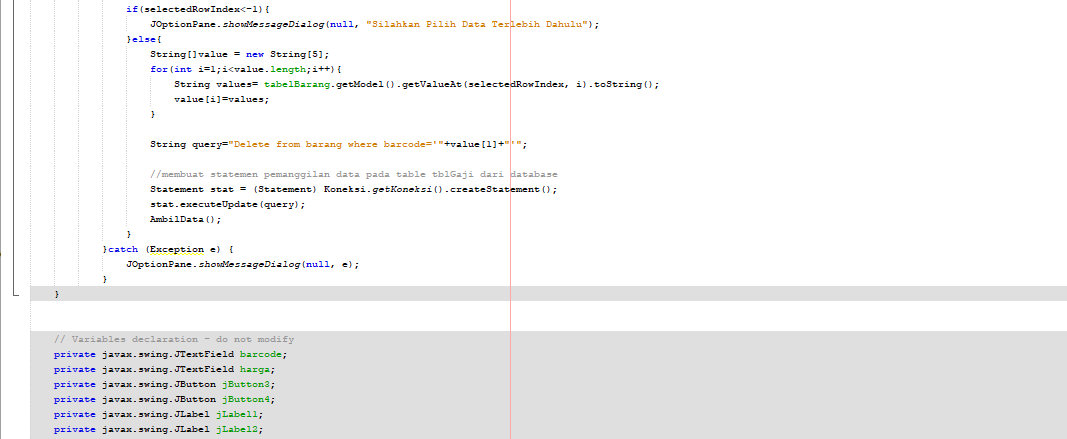 if(selectedRowIndex<-1){
JOptionPane.showMessageDialog(null, "Silahkan Pilih Data Terlebih Dahulu");
}else{
String[]value = new String[5];
for(int i=1;i<value.length;i++){
String values= tabelBarang.getModel().getValueAt(selectedRowIndex, i).toString();
value[i]=values;
}
String query="Delete from barang where barcode='"+value[1]+"'";
//membuat statemen pemanggilan data pada table tblGaji dari database
Statement stat = (Statement) Koneksi.getKoneksi().createStatement();
stat.executeUpdate(query);
AmbilData();
}
}catch (Exception e) {
JOptionPane.showMessageDialog(null, e);
}
}
// Variables declaration - do not modify
private javax.swing.JTextField barcode;
private javax.swing.JTextField harga;
private javax.swing.JButton jButton3;
private javax.swing.JButton jButton4;
private javax.swing.JLabel jLabel1;
private javax.swing.JLabel jLabel2;